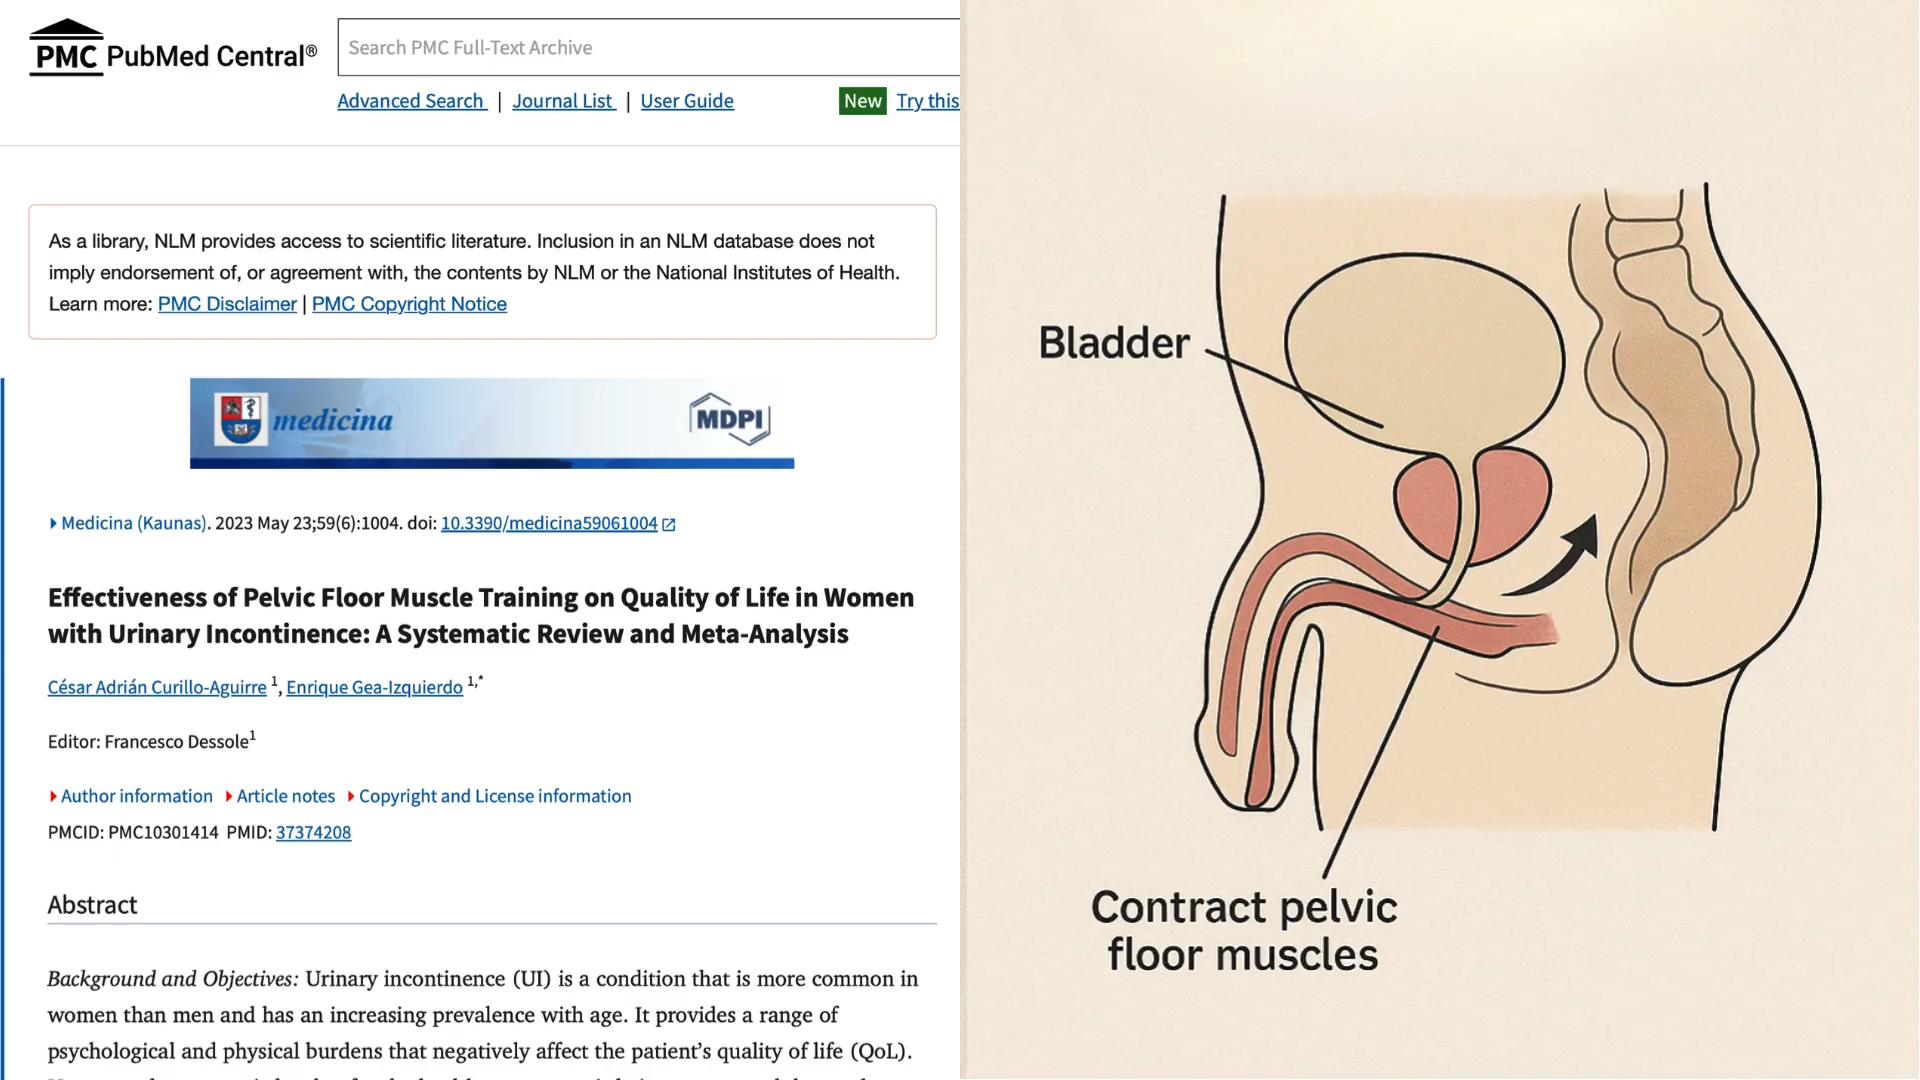 PMC PubMed Central®
Search PMC Full-Text Archive
Advanced Search | Journal List | User Guide
New Try this
As a library, NLM provides access to scientific literature. Inclusion in an NLM database does not
imply endorsement of, or agreement with, the contents by NLM or the National Institutes of Health.
Learn more: PMC Disclaimer | PMC Copyright Notice
medicina
MDPI
Medicina (Kaunas). 2023 May 23;59(6):1004. doi: 10.3390/medicina59061004
Effectiveness of Pelvic Floor Muscle Training on Quality of Life in Women
with Urinary Incontinence: A Systematic Review and Meta-Analysis
César Adrián Curillo-Aguirre 1, Enrique Gea-Izquierdo 1,*
Editor: Francesco Dessole1
Author information Article notes Copyright and License information
PMCID: PMC10301414 PMID: 37374208
Abstract
Background and Objectives: Urinary incontinence (UI) is a condition that is more common in
women than men and has an increasing prevalence with age. It provides a range of
psychological and physical burdens that negatively affect the patient’s quality of life (QoL).
Bladder
Contract pelvic
floor muscles